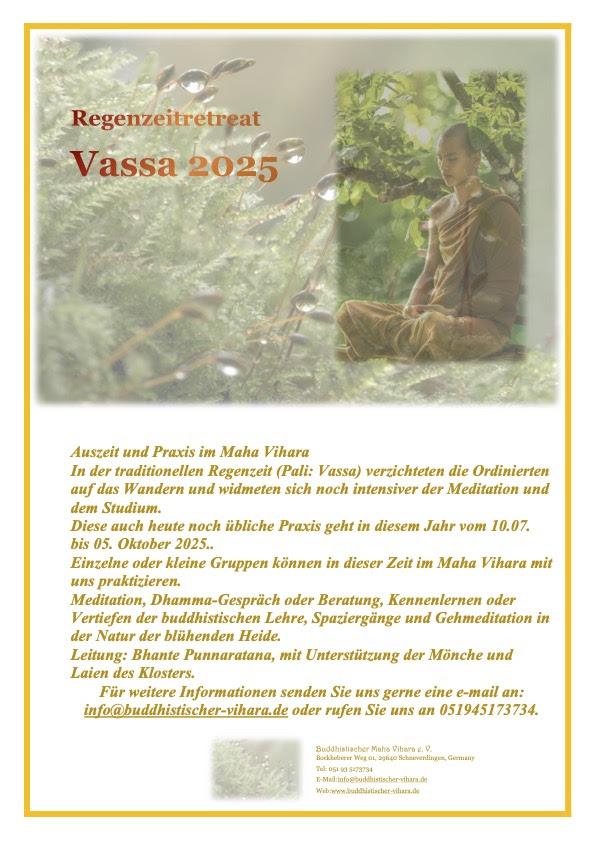 Regenzeitretreat
Vassa 2025
Auszeit und Praxis im Maha Vihara
In der traditionellen Regenzeit (Pali: Vassa) verzichteten die Ordinierten
auf das Wandern und widmeten sich noch intensiver der Meditation und
dem Studium.
Diese auch heute noch übliche Praxis geht in diesem Jahr vom 10.07.
bis 05. Oktober 2025..
Einzelne oder kleine Gruppen können in dieser Zeit im Maha Vihara mit
uns praktizieren.
Meditation, Dhamma-Gespräch oder Beratung, Kennenlernen oder
Vertiefen der buddhistischen Lehre, Spaziergänge und Gehmeditation in
der Natur der blühenden Heide.
Leitung: Bhante Punnaratana, mit Unterstützung der Mönche und
Laien des Klosters.
Für weitere Informationen senden Sie uns gerne eine e-mail an:
info@buddhistischer-vihara.de oder rufen Sie uns an 051945173734.
Buddhistischer Maha Vihara e. V.
Bockheberer Weg 01, 29640 Schneverdingen, Germany
Tel: 051 93 5173734
E-Mail:info@buddhistischer-vihara.de
Web:www.buddhistischer-vihara.de